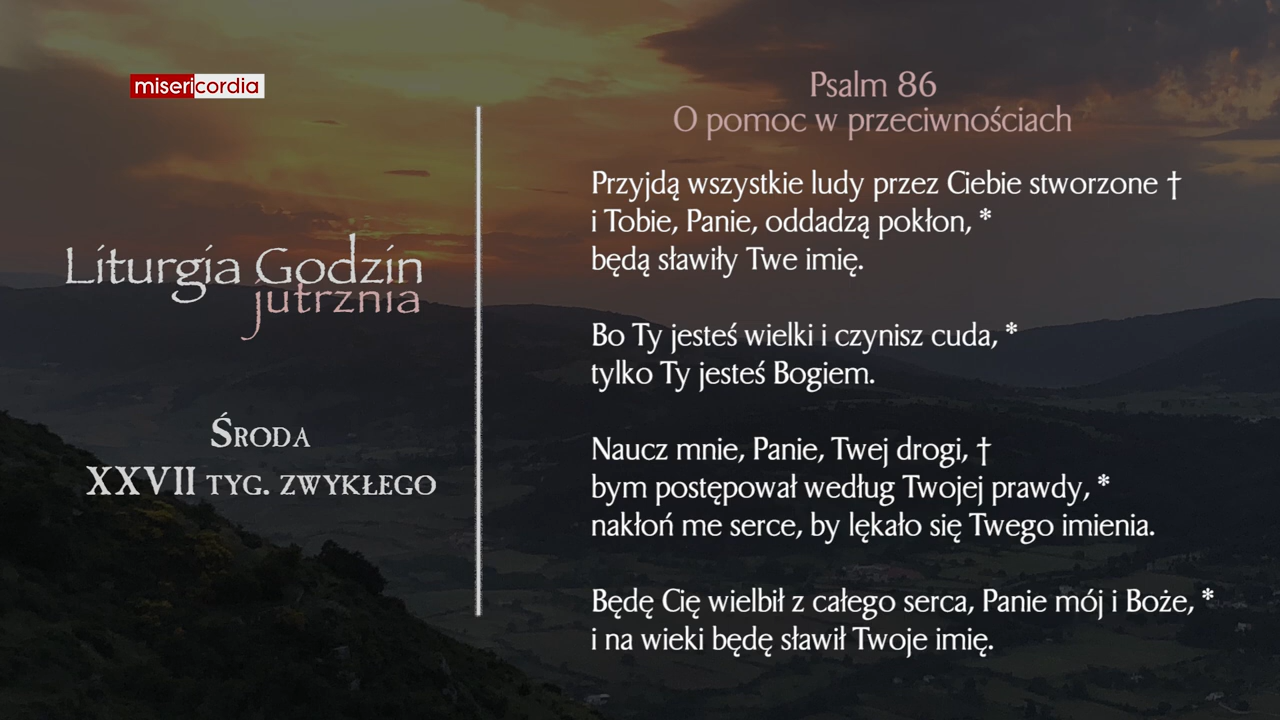 misericordia
Liturgia Godzin
jutrznia
Środa
XXVII tyg. zwykłego
Psalm 86
O pomoc w przeciwnościach
Przyjdą wszystkie ludy przez Ciebie stworzone †
i Tobie, Panie, oddadzą pokłon, *
będą sławiły Twe imię.
Bo Ty jesteś wielki i czynisz cuda, *
tylko Ty jesteś Bogiem.
Naucz mnie, Panie, Twej drogi, †
bym postępował według Twojej prawdy, *
nakłoń me serce, by lękało się Twego imienia.
Będę Cię wielbił z całego serca, Panie mój i Boże, *
i na wieki będę sławił Twoje imię.